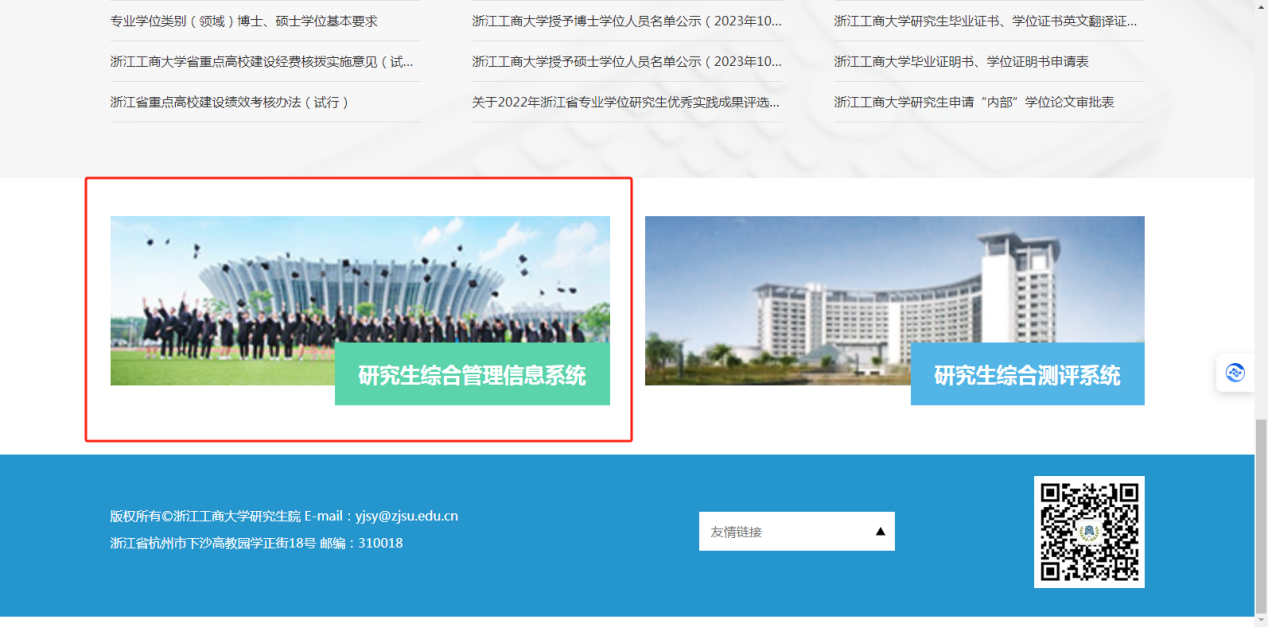 专业学位类别（领域）博士、硕士学位基本要求
浙江工商大学授予博士学位人员名单公示（2023年10...
浙江工商大学研究生毕业证书、学位证书英文翻译证...
浙江工商大学省重点高校建设经费核拨实施意见（试...
浙江工商大学授予硕士学位人员名单公示（2023年10...
浙江工商大学毕业证明书、学位证明书申请表
浙江省重点高校建设绩效考核办法（试行）
关于2022年浙江省专业学位研究生优秀实践成果评选...
浙江工商大学研究生申请“内部”学位论文审批表
研究生综合管理信息系统
研究生综合测评系统
版权所有©浙江工商大学研究生院 E-mail：yjsy@zjsu.edu.cn
浙江省杭州市下沙高教园学正街18号 邮编：310018
友情链接